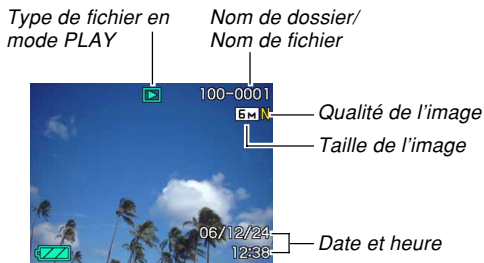 Type de fichier en
mode PLAY
Nom de dossier/
Nom de fichier
100-0001
6M N
Qualité de l'image
Taille de l'image
06/12/24
12:38
Date et heure